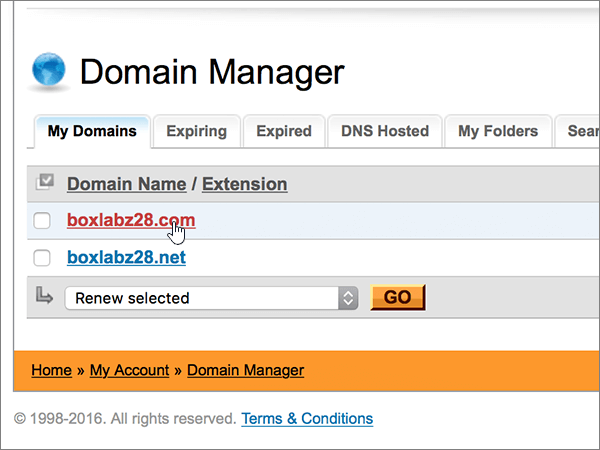 Domain Manager
My Domains Expiring Expired DNS Hosted My Folders Sear
Domain Name / Extension
boxlabz28.com
boxlabz28.net
Renew selected GO
Home » My Account » Domain Manager
© 1998-2016. All rights reserved. Terms & Conditions